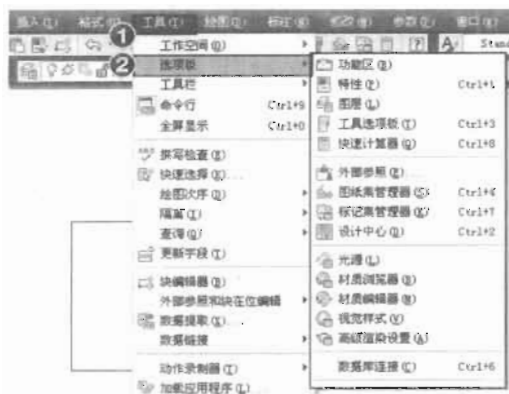 插入(I) 格式(O) 工具(T) 绘图(D) 标注(N) 修改(M) 参数(P) 窗口(W)
1
工作空间(O)
A Stand
2
选项板
功能区(B)
工具栏
特性(P) Ctrl+1
命令行 Ctrl+9
图层(L)
全屏显示 Ctrl+0
工具选项板(T) Ctrl+3
快速计算器(Q) Ctrl+8
拼写检查(E)
外部参照(E)...
快速选择(K)...
图纸集管理器(S) Ctrl+4
绘图次序(D)
标记集管理器(K) Ctrl+7
隔离(I)
设计中心(D) Ctrl+2
查询(Q)
更新字段(T)
光源(L)
块编辑器(B)
材质浏览器(B)
外部参照和块在位编辑
材质编辑器(M)
数据提取(X)...
视觉样式(V)
数据链接
高级渲染设置(A)
动作录制器(T)
数据库连接(C) Ctrl+6
加载应用程序(L)...